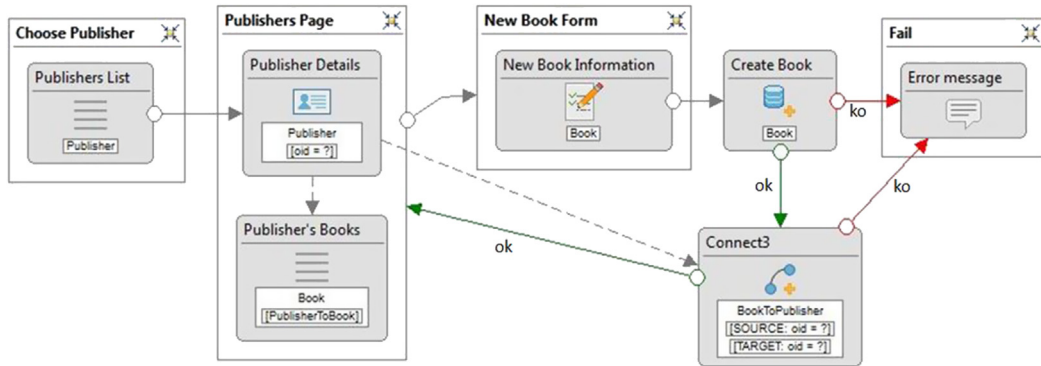 Choose Publisher
Publishers List
Publisher
Publishers Page
Publisher Details
Publisher
[oid = ?]
Publisher's Books
Book
[PublisherToBook]
New Book Form
New Book Information
Book
Create Book
Book
ko
ok
Fail
Error message
ko
ok
Connect3
BookToPublisher
[SOURCE: oid = ?]
[TARGET: oid = ?]